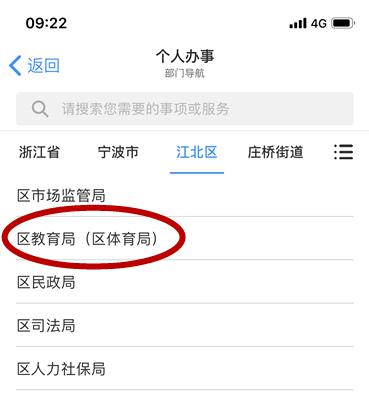 09:22 4G
返回 个人办事
部门导航
请搜索您需要的事项或服务
浙江省 宁波市 江北区 庄桥街道
区市场监管局
区教育局（区体育局）
区民政局
区司法局
区人力社保局